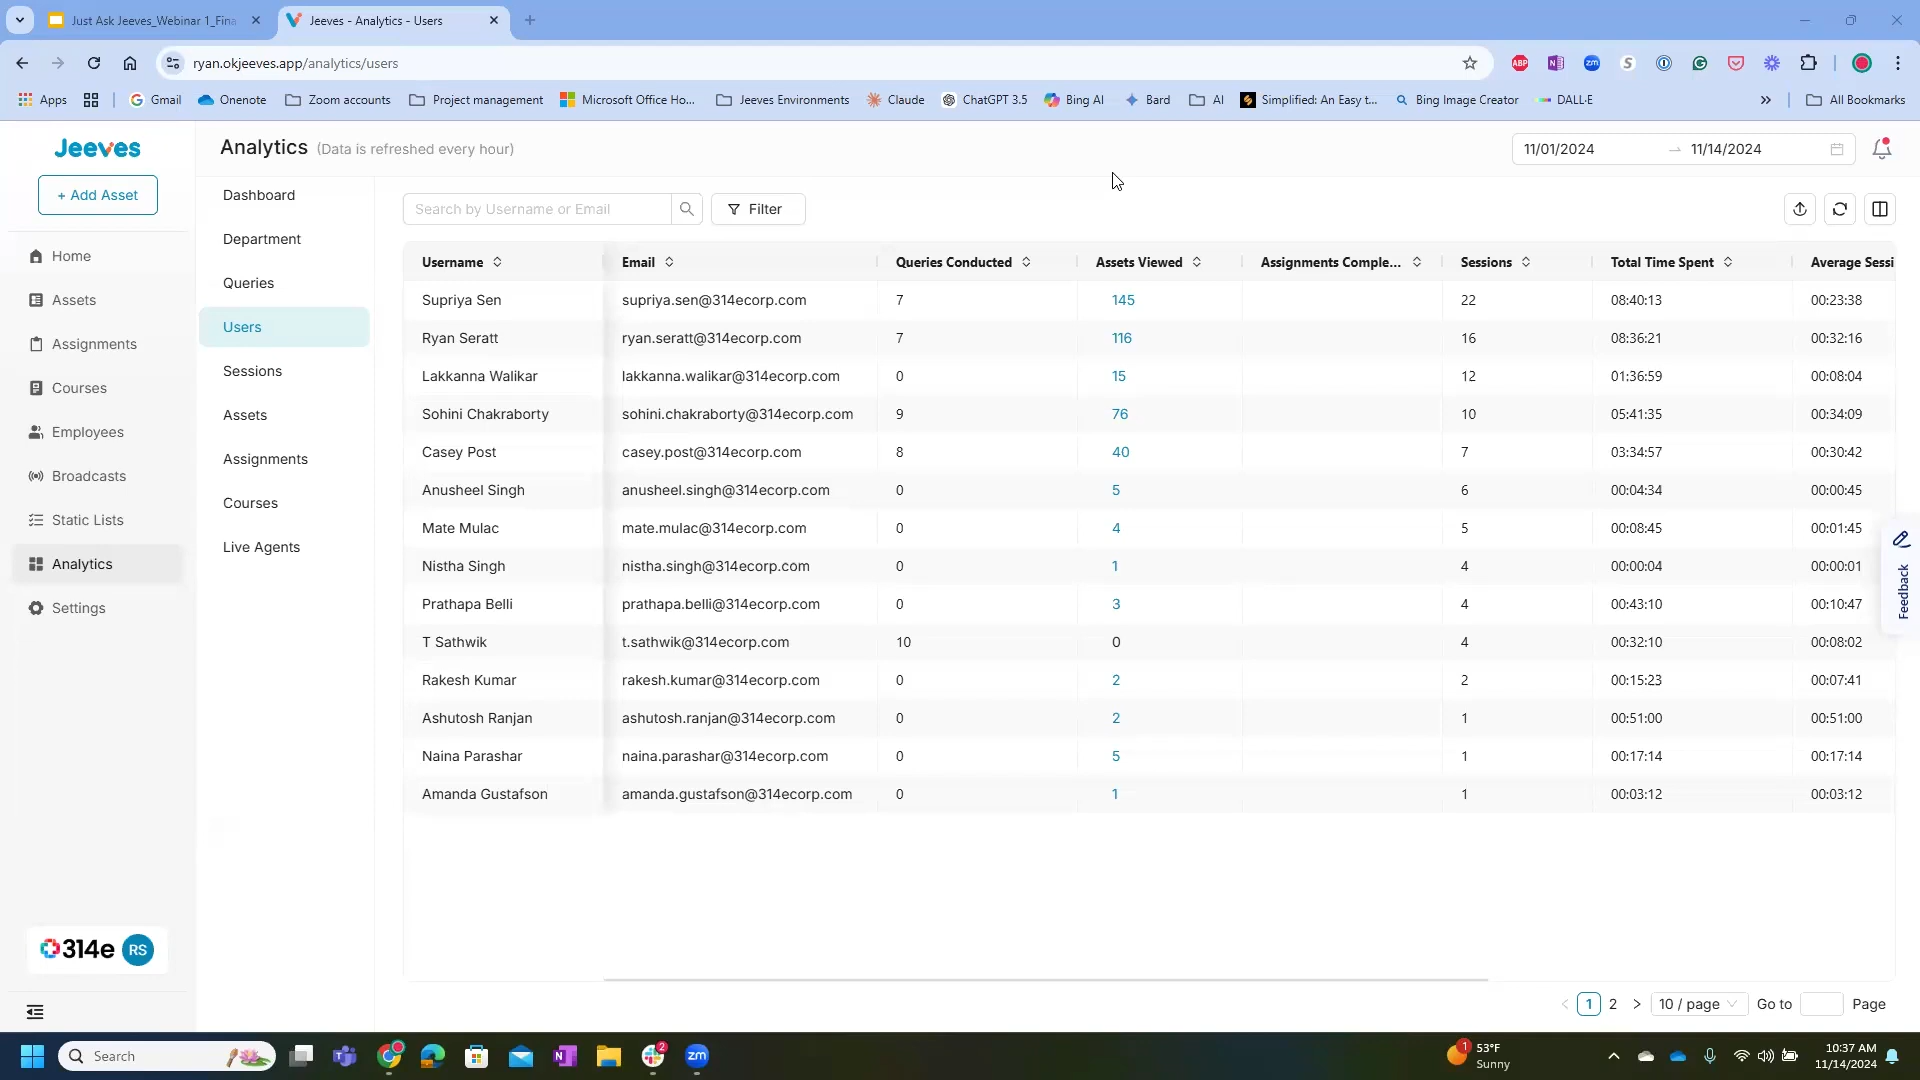 Just Ask Jeeves_Webinar 1_Fina
Jeeves - Analytics - Users
ryan.okjeeves.app/analytics/users
ABP
zm
Apps
Gmail
Onenote
Zoom accounts
Project management
Microsoft Office Ho...
Jeeves Environments
Claude
ChatGPT 3.5
Bing AI
Bard
AI
Simplified: An Easy t...
Bing Image Creator
DALL·E
All Bookmarks
Jeeves
+ Add Asset
Home
Assets
Assignments
Courses
Employees
Broadcasts
Static Lists
Analytics
Settings
314e RS
Analytics (Data is refreshed every hour)
11/01/2024 → 11/14/2024
Dashboard
Department
Queries
Users
Sessions
Assets
Assignments
Courses
Live Agents
Search by Username or Email
Filter
Username Email Queries Conducted Assets Viewed Assignments Comple... Sessions Total Time Spent Average Sessi
Supriya Sen supriya.sen@314ecorp.com 7 145 22 08:40:13 00:23:38
Ryan Seratt ryan.seratt@314ecorp.com 7 116 16 08:36:21 00:32:16
Lakkanna Walikar lakkanna.walikar@314ecorp.com 0 15 12 01:36:59 00:08:04
Sohini Chakraborty sohini.chakraborty@314ecorp.com 9 76 10 05:41:35 00:34:09
Casey Post casey.post@314ecorp.com 8 40 7 03:34:57 00:30:42
Anusheel Singh anusheel.singh@314ecorp.com 0 5 6 00:04:34 00:00:45
Mate Mulac mate.mulac@314ecorp.com 0 4 5 00:08:45 00:01:45
Nistha Singh nistha.singh@314ecorp.com 0 1 4 00:00:04 00:00:01
Prathapa Belli prathapa.belli@314ecorp.com 0 3 4 00:43:10 00:10:47
T Sathwik t.sathwik@314ecorp.com 10 0 4 00:32:10 00:08:02
Rakesh Kumar rakesh.kumar@314ecorp.com 0 2 2 00:15:23 00:07:41
Ashutosh Ranjan ashutosh.ranjan@314ecorp.com 0 2 1 00:51:00 00:51:00
Naina Parashar naina.parashar@314ecorp.com 0 5 1 00:17:14 00:17:14
Amanda Gustafson amanda.gustafson@314ecorp.com 0 1 1 00:03:12 00:03:12
Feedback
< 1 2 > 10 / page Go to Page
Search
2
zm
1
53°F
Sunny
10:37 AM
11/14/2024